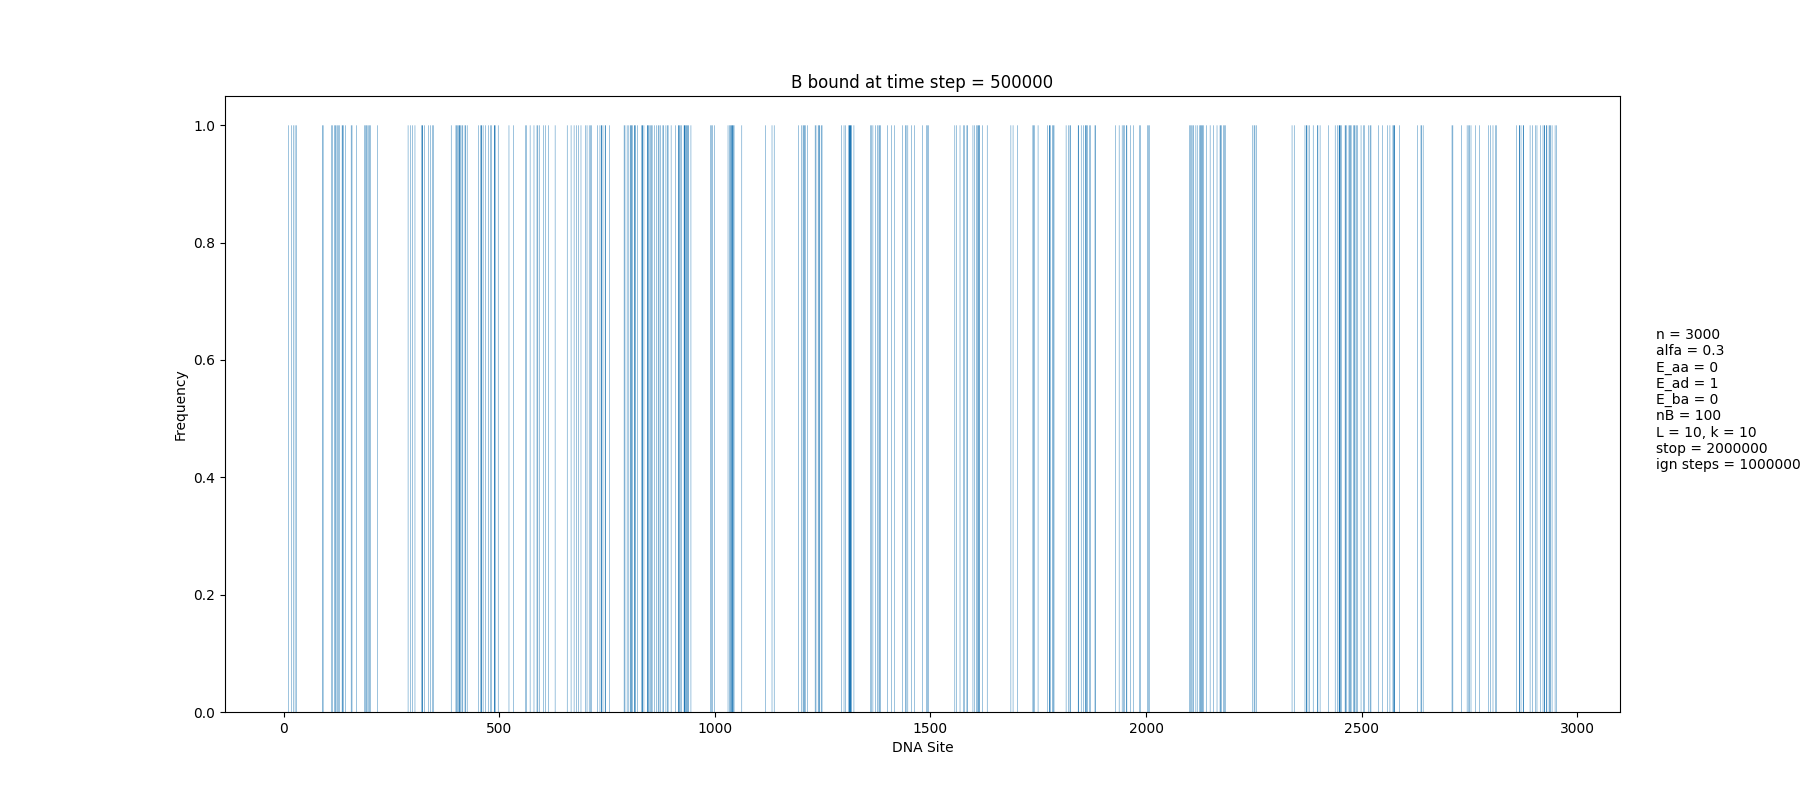 B bound at time step = 500000
1.0
0.8
0.6
0.4
0.2
0.0
Frequency
0 500 1000 1500 2000 2500 3000
DNA Site
n = 3000
alfa = 0.3
E_aa = 0
E_ad = 1
E_ba = 0
nB = 100
L = 10, k = 10
stop = 2000000
ign steps = 1000000